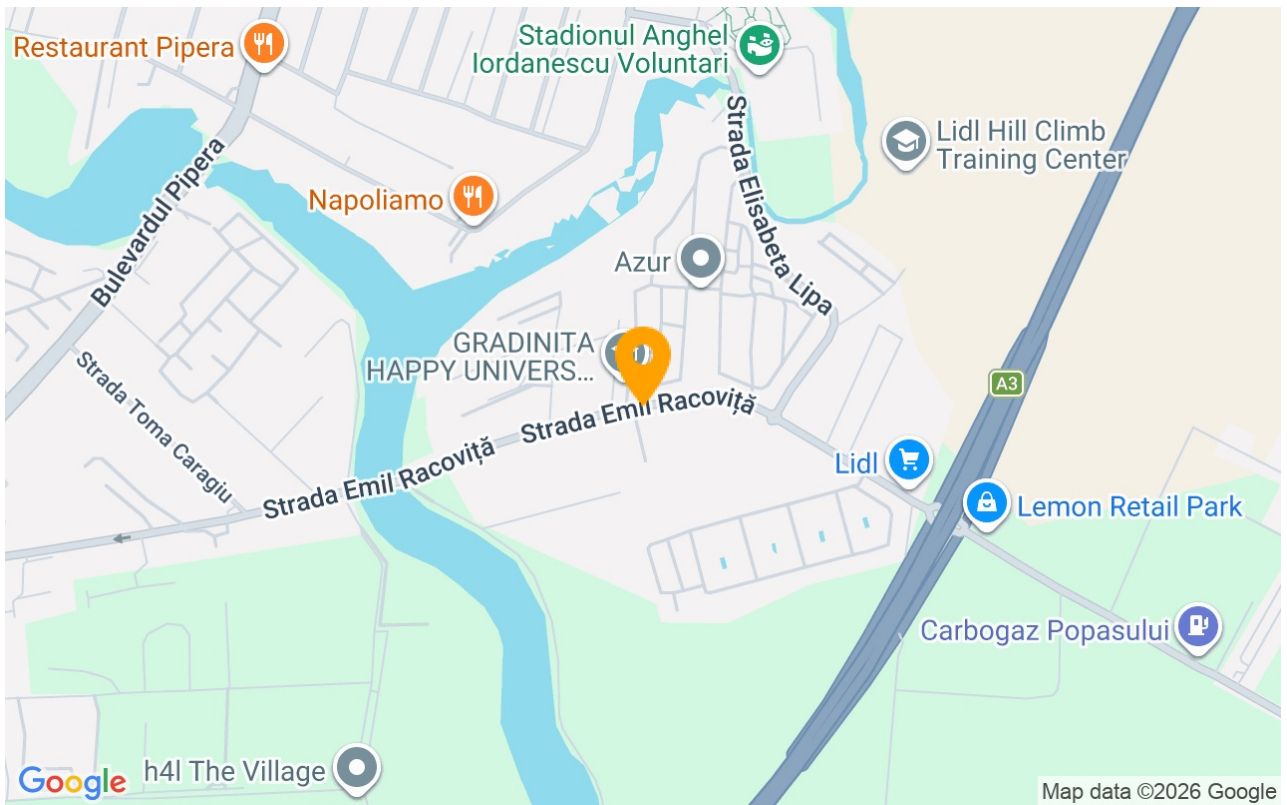 Restaurant Pipera
Stadionul Anghel
Iordanescu Voluntari
Lidl Hill Climb
Training Center
Strada Elisabeta Lipa
Bulevardul Pipera
Napoliamo
Azur
GRADINITA
HAPPY UNIVERS...
A3
Strada Toma Caragiu
Strada Emil Racoviță
Strada Emil Racoviță
Lidl
Lemon Retail Park
Carbogaz Popasului
h4l The Village
Google
Map data ©2026 Google